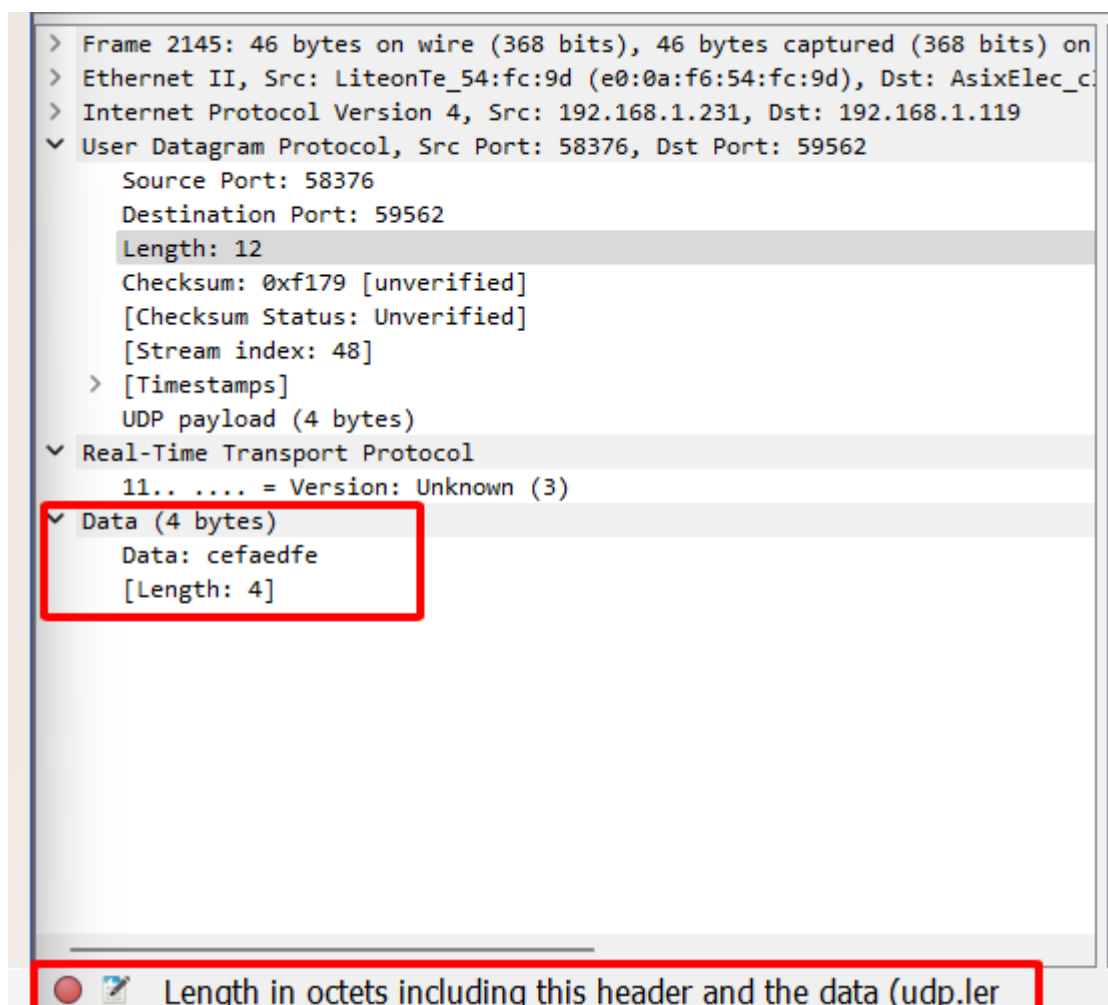 > Frame 2145: 46 bytes on wire (368 bits), 46 bytes captured (368 bits) on
> Ethernet II, Src: LiteonTe_54:fc:9d (e0:0a:f6:54:fc:9d), Dst: AsixElec_c
> Internet Protocol Version 4, Src: 192.168.1.231, Dst: 192.168.1.119
User Datagram Protocol, Src Port: 58376, Dst Port: 59562
Source Port: 58376
Destination Port: 59562
Length: 12
Checksum: 0xf179 [unverified]
[Checksum Status: Unverified]
[Stream index: 48]
> [Timestamps]
UDP payload (4 bytes)
Real-Time Transport Protocol
11.. .... = Version: Unknown (3)
Data (4 bytes)
Data: cefaedfe
[Length: 4]
Length in octets including this header and the data (udp.ler